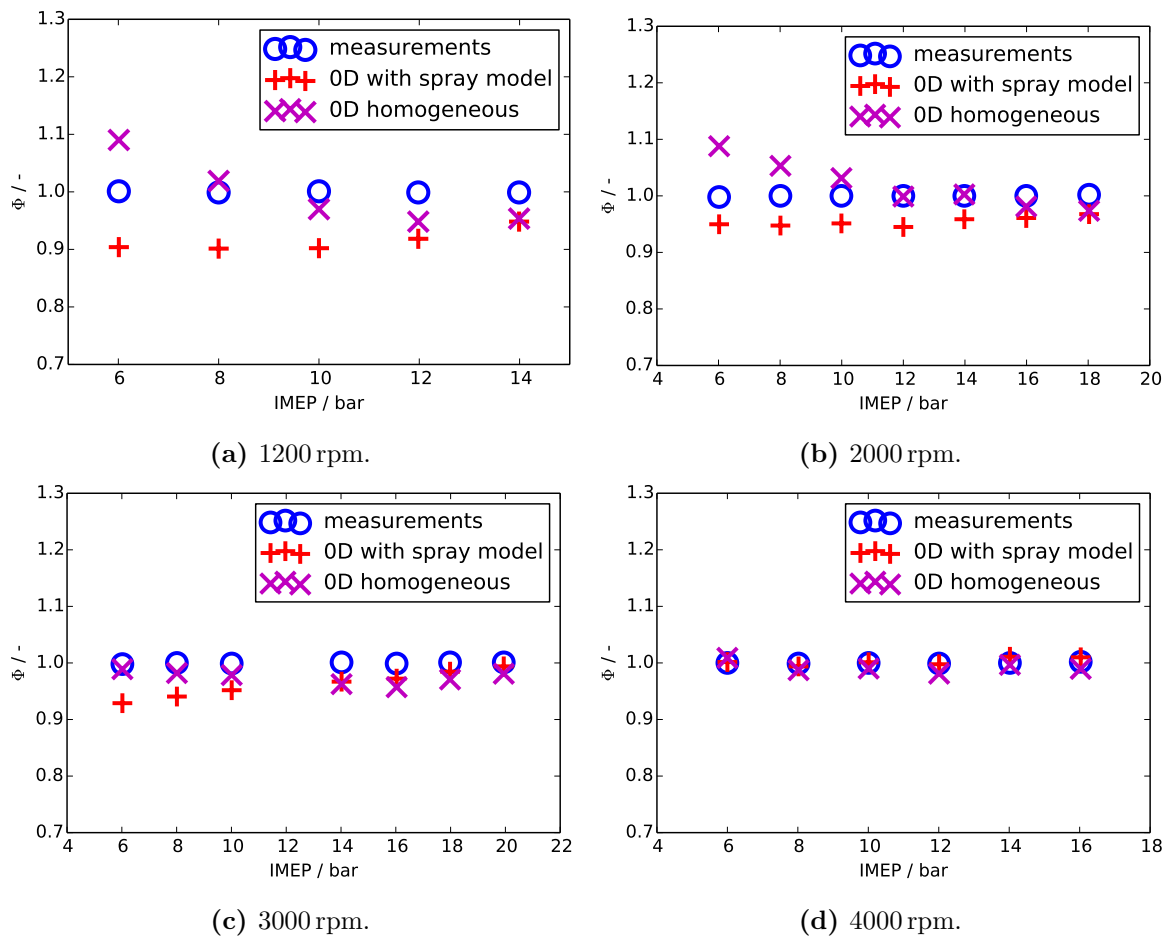 1.3
1.2
1.1
1.0
0.9
0.8
0.7
Φ / -
measurements
0D with spray model
0D homogeneous
6 8 10 12 14
IMEP / bar
(a) 1200 rpm.
1.3
1.2
1.1
1.0
0.9
0.8
0.7
Φ / -
measurements
0D with spray model
0D homogeneous
4 6 8 10 12 14 16 18 20
IMEP / bar
(b) 2000 rpm.
1.3
1.2
1.1
1.0
0.9
0.8
0.7
Φ / -
measurements
0D with spray model
0D homogeneous
4 6 8 10 12 14 16 18 20 22
IMEP / bar
(c) 3000 rpm.
1.3
1.2
1.1
1.0
0.9
0.8
0.7
Φ / -
measurements
0D with spray model
0D homogeneous
4 6 8 10 12 14 16 18
IMEP / bar
(d) 4000 rpm.